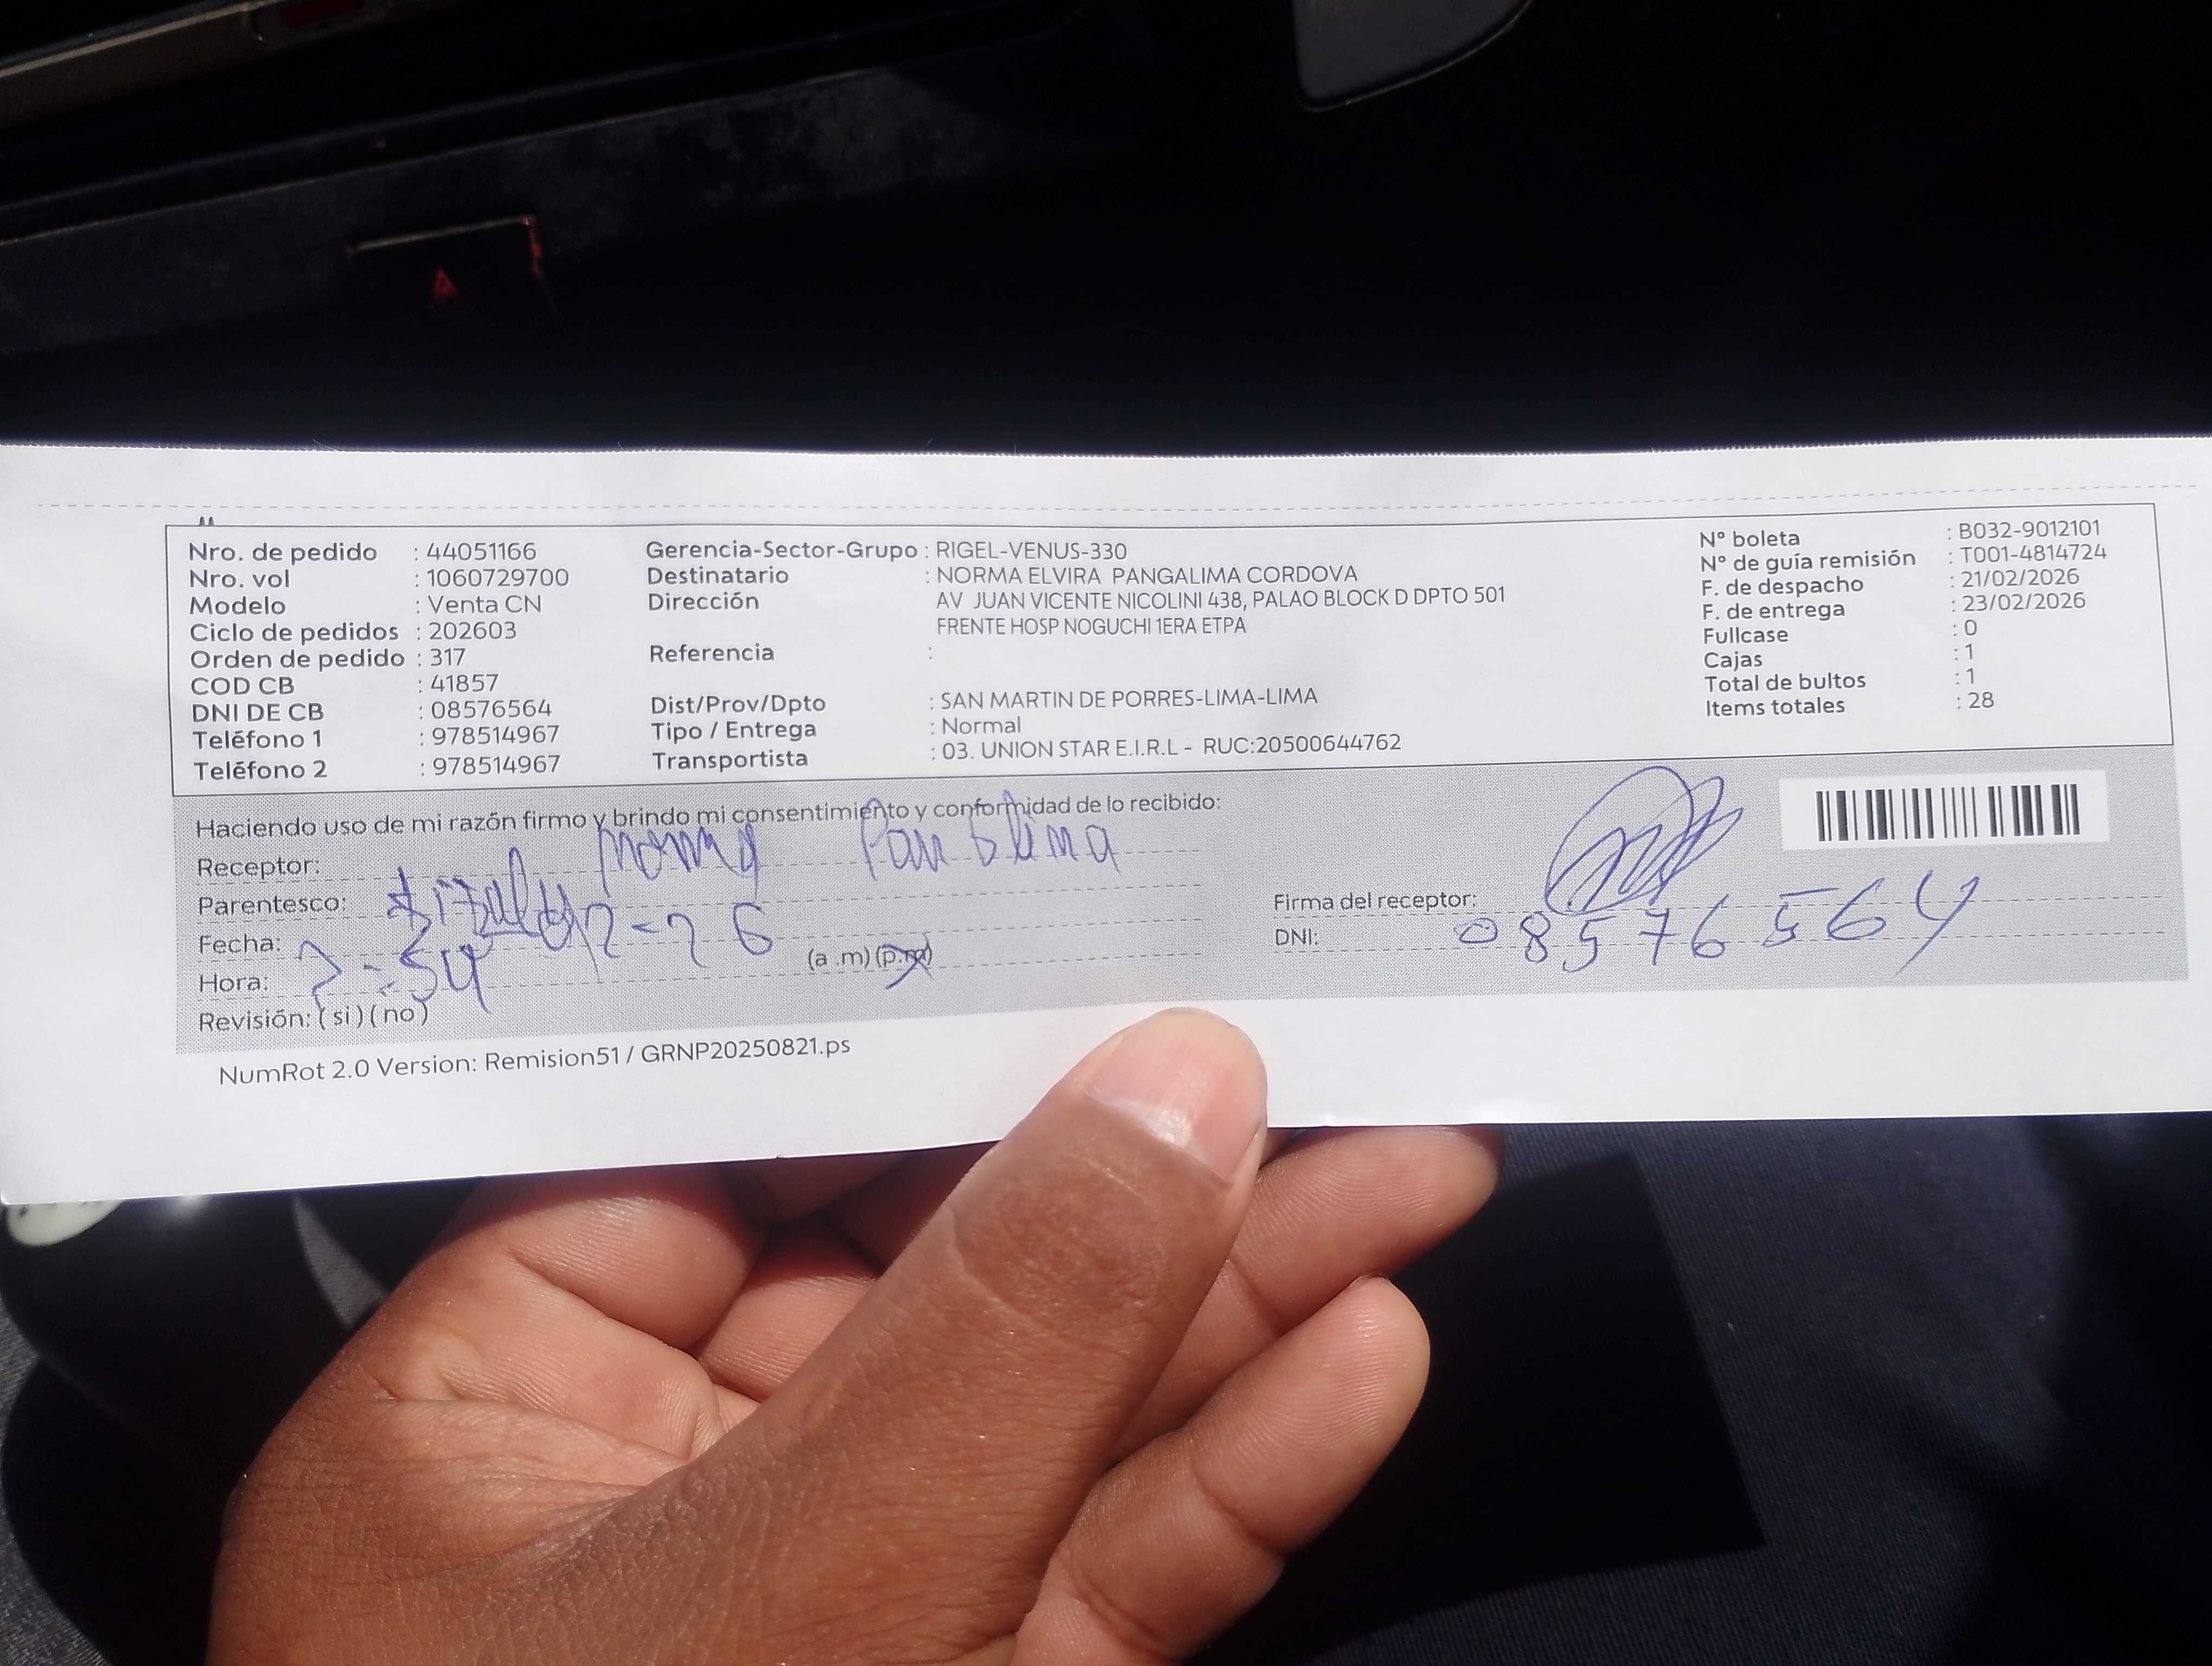 Nro. de pedido : 44051166
Nro. vol : 1060729700
Modelo : Venta CN
Ciclo de pedidos : 202603
Orden de pedido : 317
COD CB : 41857
DNI DE CB : 08576564
Teléfono 1 : 978514967
Teléfono 2 : 978514967
Gerencia-Sector-Grupo : RIGEL-VENUS-330
Destinatario : NORMA ELVIRA PANGALIMA CORDOVA
Dirección AV JUAN VICENTE NICOLINI 438, PALAO BLOCK D DPTO 501
FRENTE HOSP NOGUCHI 1ERA ETPA
Referencia :
Dist/Prov/Dpto : SAN MARTIN DE PORRES-LIMA-LIMA
Tipo / Entrega : Normal
Transportista : 03. UNION STAR E.I.R.L - RUC:20500644762
N° boleta : B032-9012101
N° de guía remisión : T001-4814724
F. de despacho : 21/02/2026
F. de entrega : 23/02/2026
Fullcase : 0
Cajas : 1
Total de bultos : 1
Items totales : 28
Haciendo uso de mi razón firmo y brindo mi consentimiento y conformidad de lo recibido:
Receptor: Norma
Parentesco:
Fecha:
Hora: (a .m) (p.m)
Revisión: ( si ) ( no )
Firma del receptor:
DNI: 08576564
NumRot 2.0 Version: Remision51 / GRNP20250821.ps